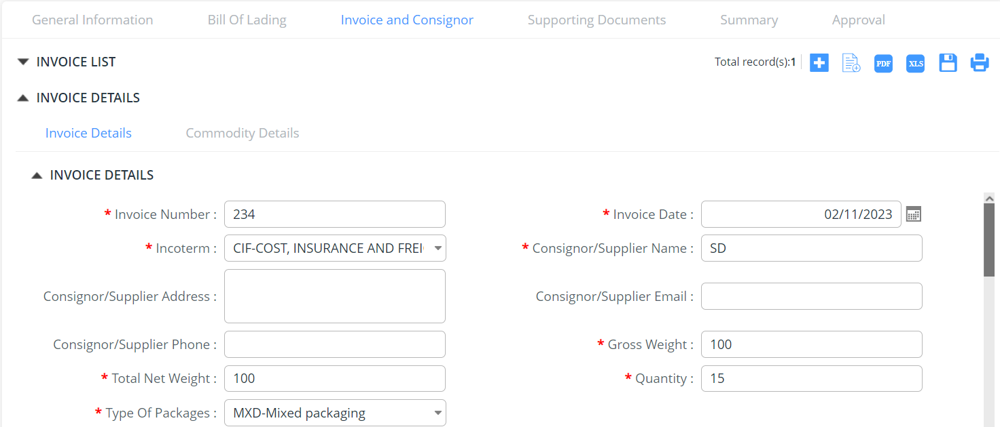 General Information Bill Of Lading Invoice and Consignor Supporting Documents Summary Approval
INVOICE LIST Total record(s):1 PDF XLS
INVOICE DETAILS
Invoice Details Commodity Details
INVOICE DETAILS
* Invoice Number : 234 * Invoice Date : 02/11/2023
* Incoterm : CIF-COST, INSURANCE AND FREI * Consignor/Supplier Name : SD
Consignor/Supplier Address : Consignor/Supplier Email :
Consignor/Supplier Phone : * Gross Weight : 100
* Total Net Weight : 100 * Quantity : 15
* Type Of Packages : MXD-Mixed packaging